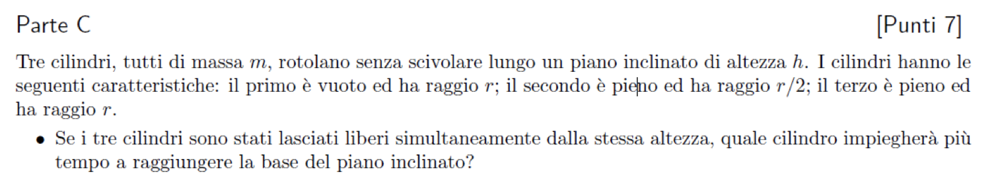 Parte C [Punti 7]
Tre cilindri, tutti di massa m, rotolano senza scivolare lungo un piano inclinato di altezza h. I cilindri hanno le
seguenti caratteristiche: il primo è vuoto ed ha raggio r; il secondo è pieno ed ha raggio r/2; il terzo è pieno ed
ha raggio r.
• Se i tre cilindri sono stati lasciati liberi simultaneamente dalla stessa altezza, quale cilindro impiegherà più
tempo a raggiungere la base del piano inclinato?